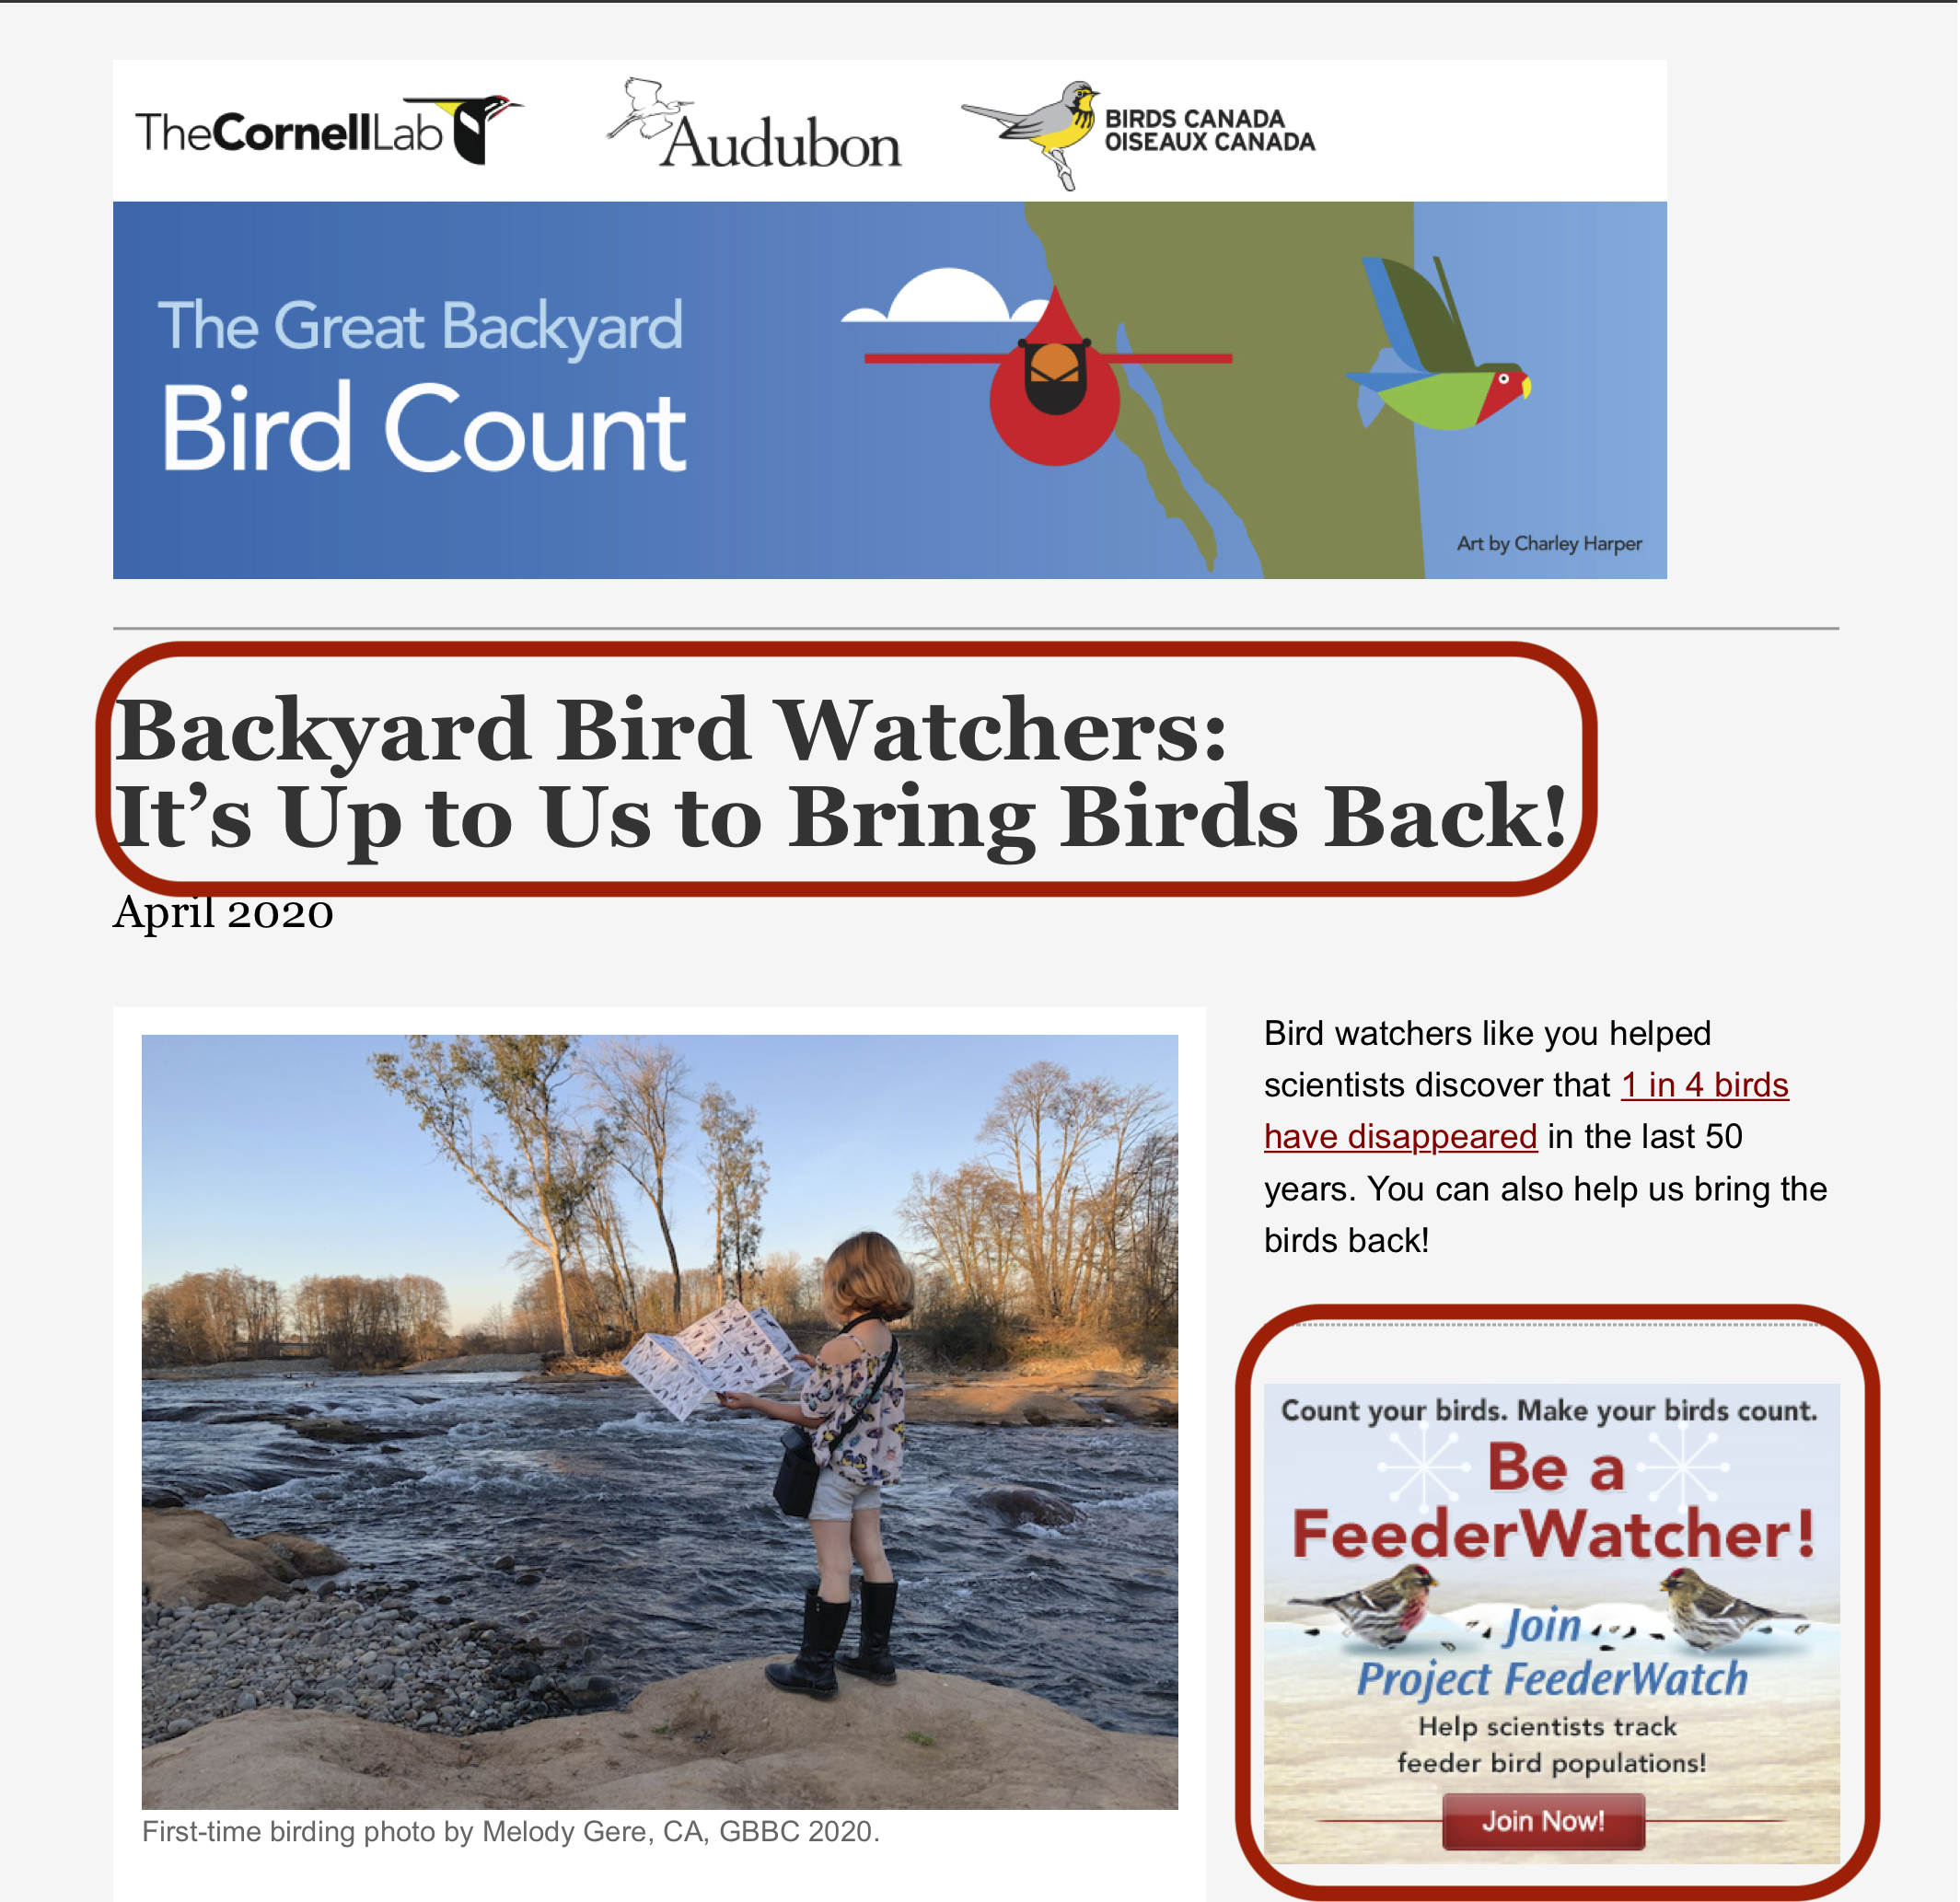 TheCornellLab
Audubon
BIRDS CANADA
OISEAUX CANADA
The Great Backyard
Bird Count
Art by Charley Harper
Backyard Bird Watchers:
It’s Up to Us to Bring Birds Back!
April 2020
First-time birding photo by Melody Gere, CA, GBBC 2020.
Bird watchers like you helped
scientists discover that 1 in 4 birds
have disappeared in the last 50
years. You can also help us bring the
birds back!
Count your birds. Make your birds count.
Be a
FeederWatcher!
Join
Project FeederWatch
Help scientists track
feeder bird populations!
Join Now!